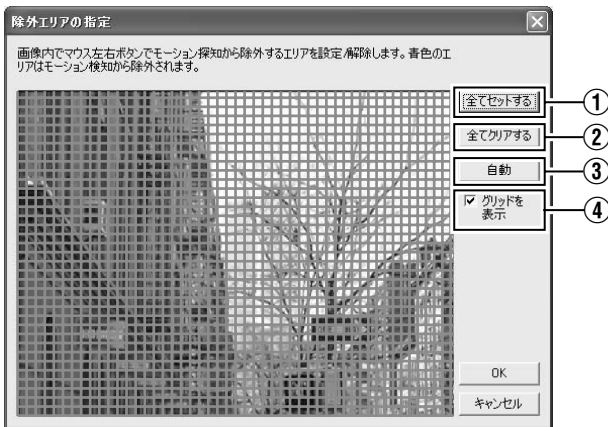 除外エリアの指定
画像内でマウス左右ボタンでモーション探知から除外するエリアを設定/解除します。青色のエ
リアはモーション検知から除外されます。
全てセットする
①
全てクリアする
②
自動
③
グリッドを
表示
④
OK
キャンセル